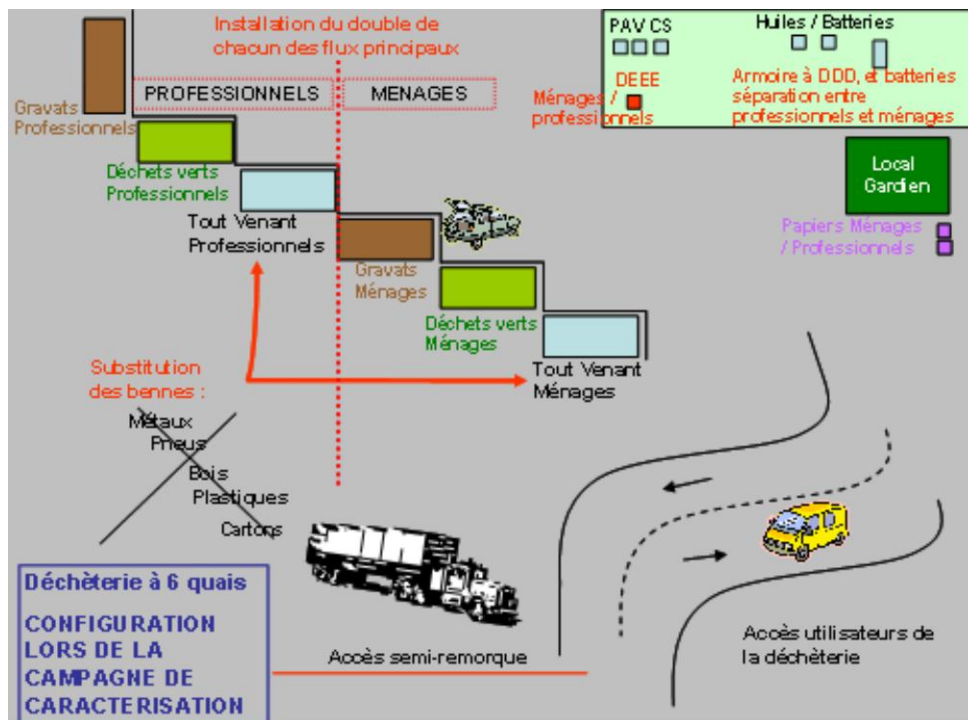 Installation du double de
chacun des flux principaux
PROFESSIONNELS
MENAGES
Gravats
Professionnels
Déchets verts
Professionnels
Tout Venant
Professionnels
Gravats
Ménages
Déchets verts
Ménages
Tout Venant
Ménages
PAV CS
Huiles / Batteries
DEEE
Ménages /
professionnels
Armoire à DDD, et batteries
séparation entre
professionnels et ménages
Local
Gardien
Papiers Ménages
/ Professionnels
Substitution
des bennes :
Métaux
Pneus
Bois
Plastiques
Cartons
Déchèterie à 6 quais
CONFIGURATION
LORS DE LA
CAMPAGNE DE
CARACTERISATION
Accès semi-remorque
Accès utilisateurs de
la déchèterie